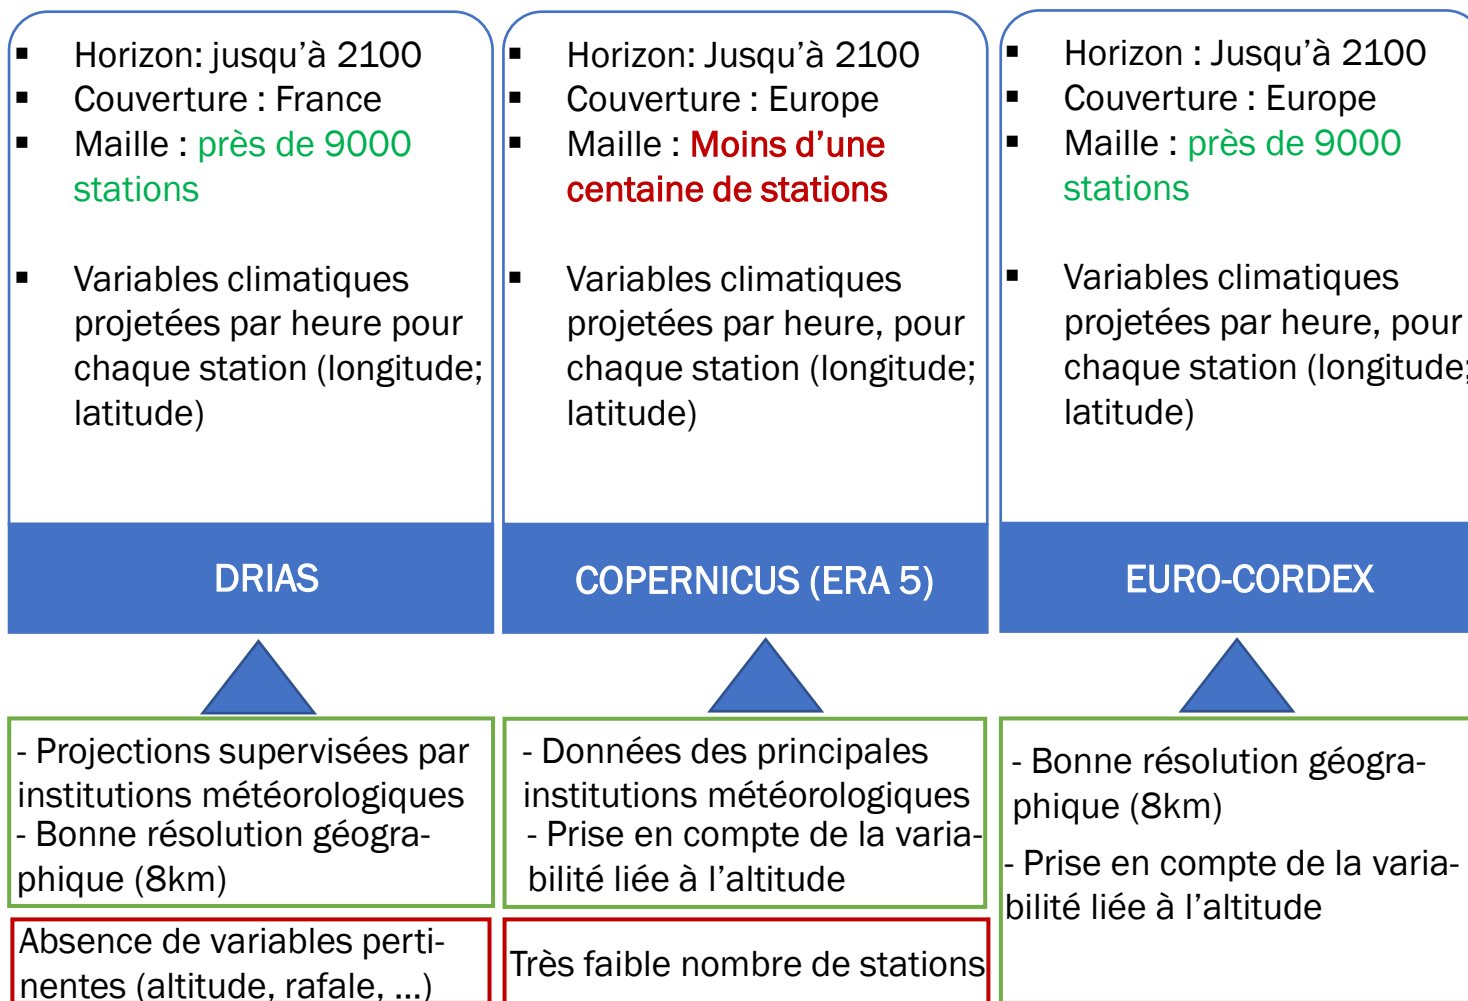 ▪ Horizon: jusqu’à 2100
▪ Couverture : France
▪ Maille : près de 9000
stations
▪ Variables climatiques
projetées par heure pour
chaque station (longitude;
latitude)
DRIAS
- Projections supervisées par
institutions météorologiques
- Bonne résolution géogra-
phique (8km)
Absence de variables perti-
nentes (altitude, rafale, ...)
▪ Horizon: Jusqu’à 2100
▪ Couverture : Europe
▪ Maille : Moins d’une
centaine de stations
▪ Variables climatiques
projetées par heure, pour
chaque station (longitude;
latitude)
COPERNICUS (ERA 5)
- Données des principales
institutions météorologiques
- Prise en compte de la varia-
bilité liée à l’altitude
Très faible nombre de stations
▪ Horizon : Jusqu’à 2100
▪ Couverture : Europe
▪ Maille : près de 9000
stations
▪ Variables climatiques
projetées par heure, pour
chaque station (longitude;
latitude)
EURO-CORDEX
- Bonne résolution géogra-
phique (8km)
- Prise en compte de la varia-
bilité liée à l’altitude